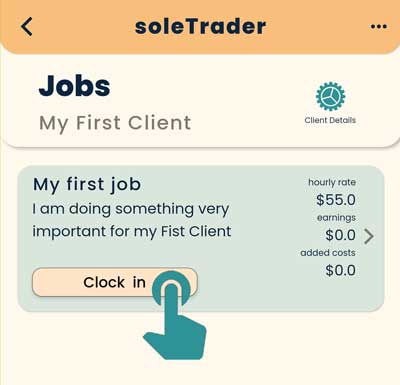 soleTrader
Jobs
My First Client
Client Details
My first job
I am doing something very
important for my Fist Client
hourly rate
$55.0
earnings
$0.0
added costs
$0.0
Clock in